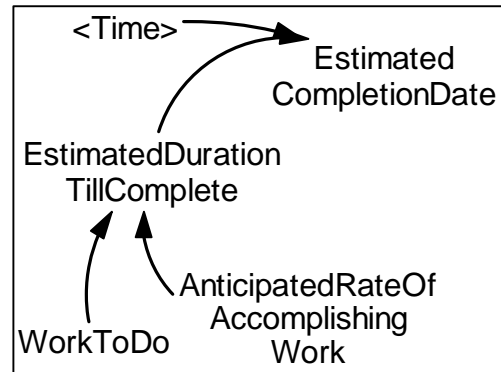 <Time>
Estimated
CompletionDate
EstimatedDuration
TillComplete
AnticipatedRateOf
Accomplishing
Work
WorkToDo